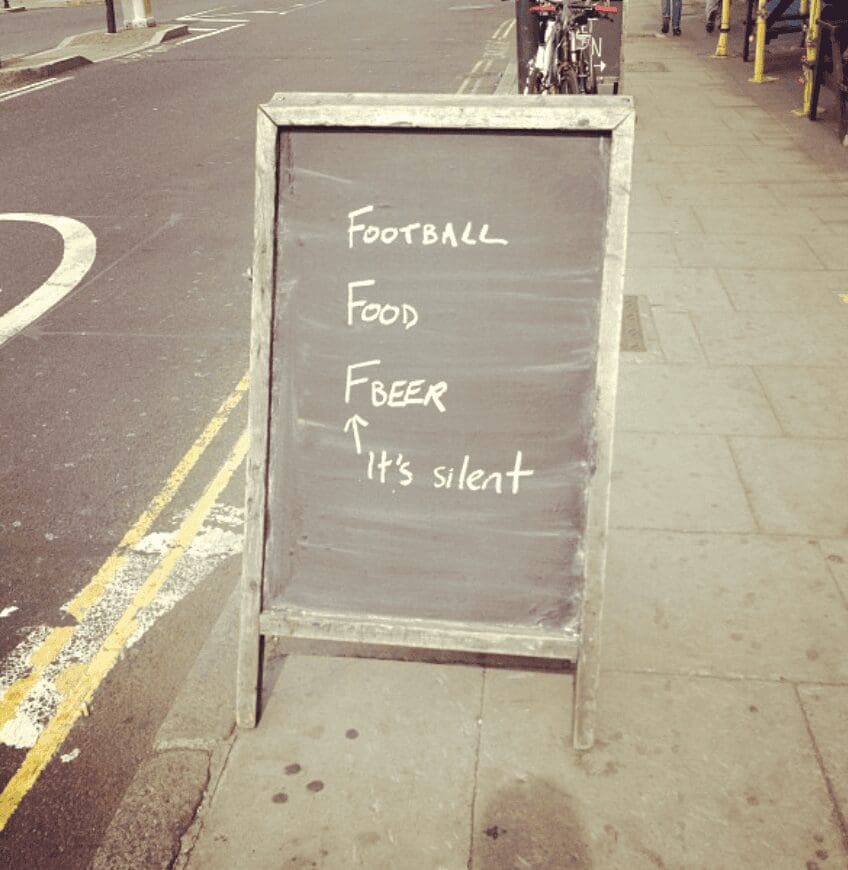 FOOTBALL
FOOD
FBEER
↑
It's silent